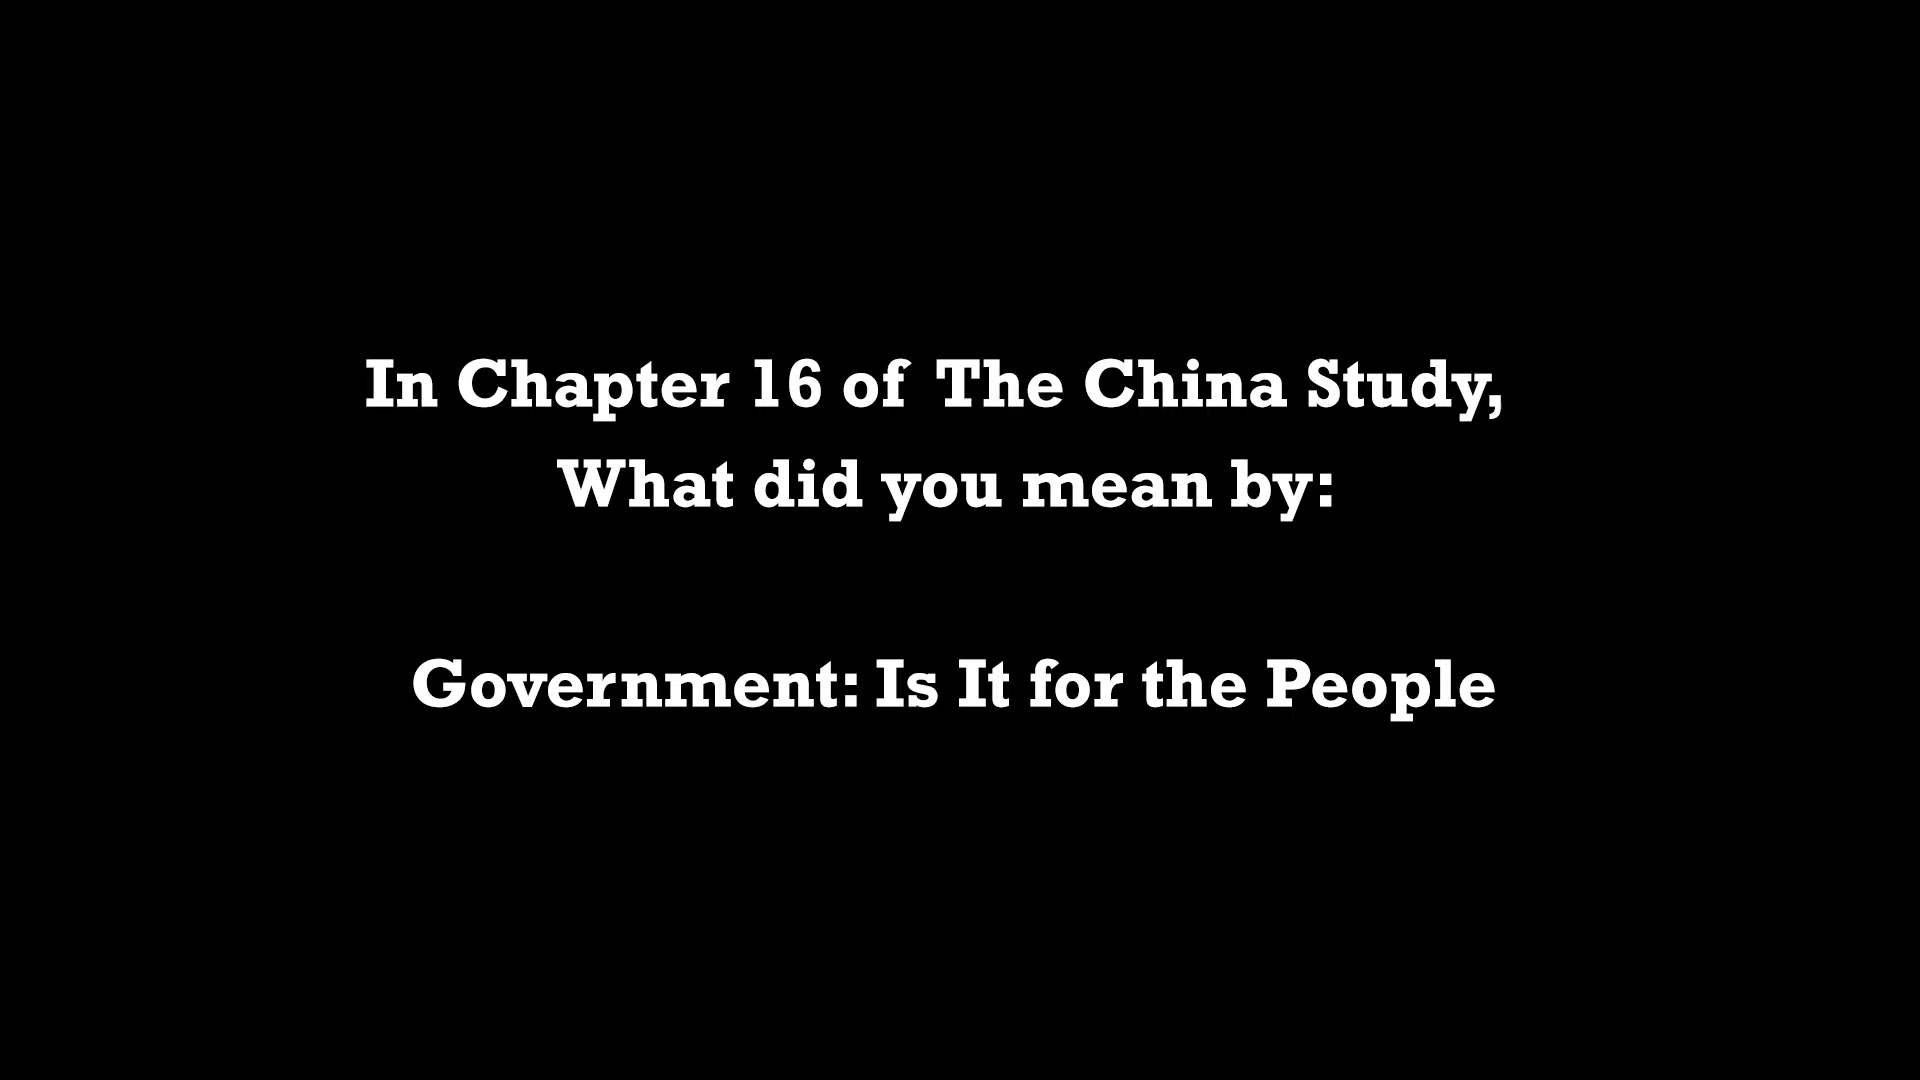 In Chapter 16 of The China Study,
What did you mean by:
Government: Is It for the People